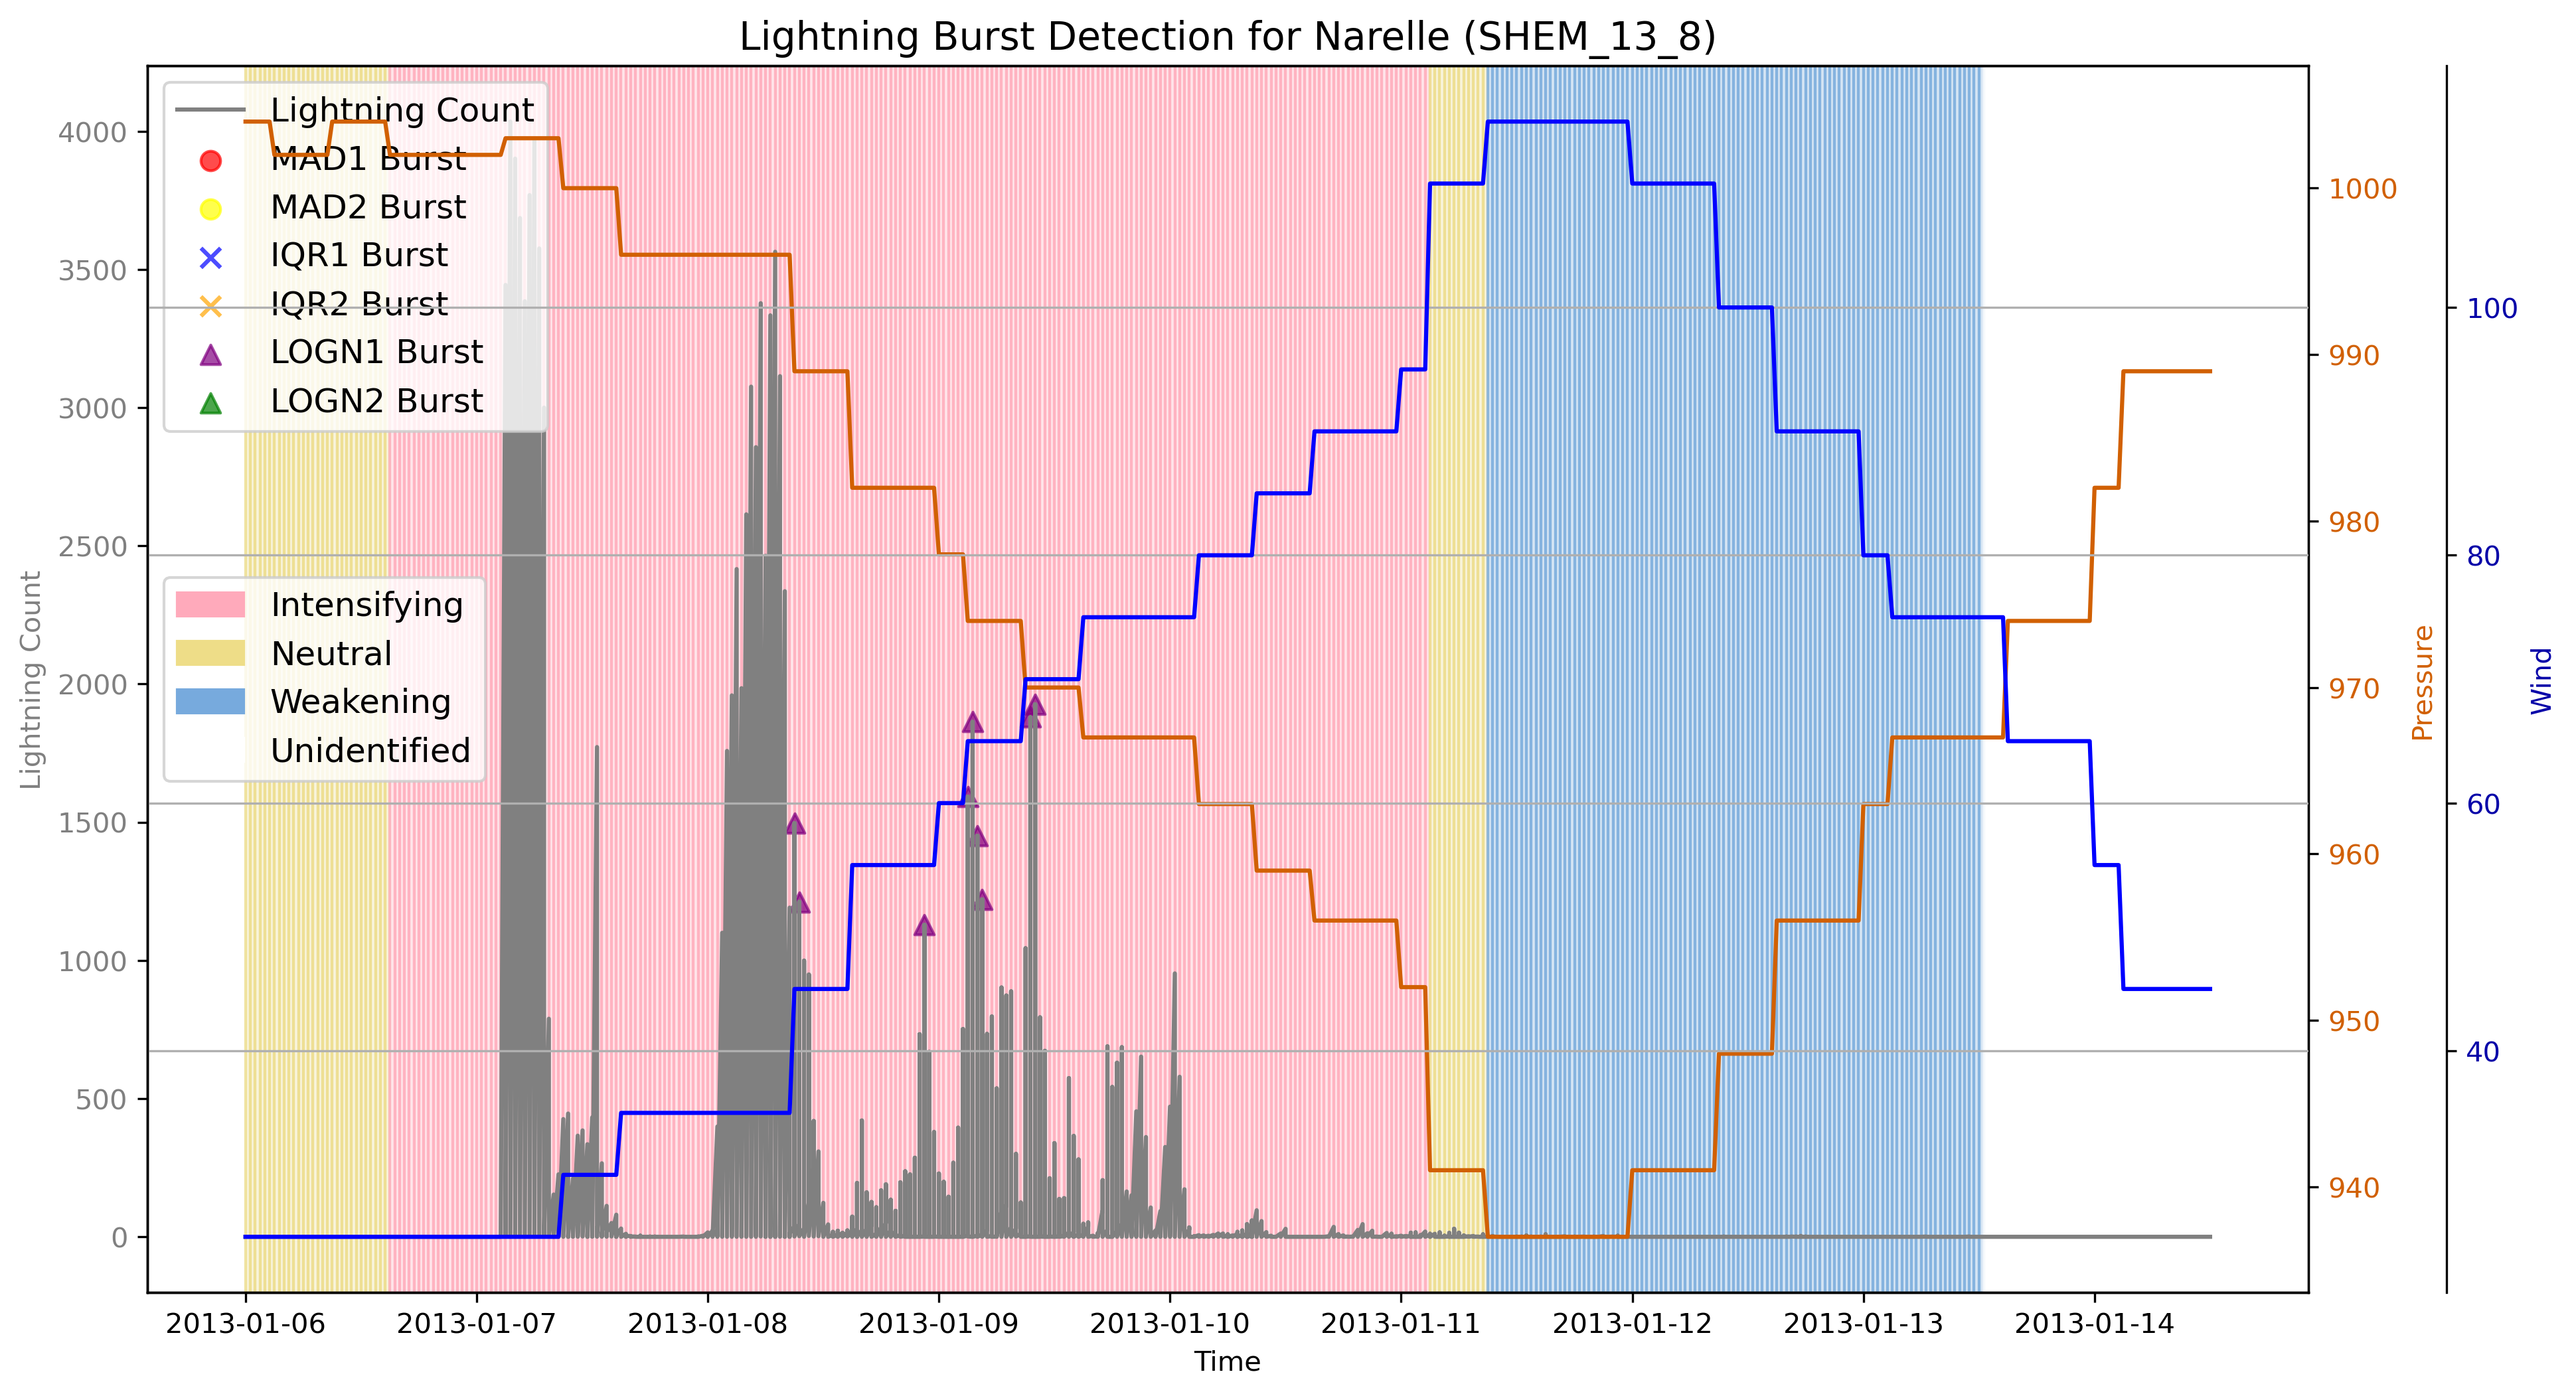 Lightning Burst Detection for Narelle (SHEM_13_8)
Lightning Count
MAD1 Burst
MAD2 Burst
IQR1 Burst
IQR2 Burst
LOGN1 Burst
LOGN2 Burst
Intensifying
Neutral
Weakening
Unidentified
Lightning Count
4000
3500
3000
2500
2000
1500
1000
500
0
1000
990
980
970
960
950
940
Pressure
100
80
60
40
Wind
2013-01-06 2013-01-07 2013-01-08 2013-01-09 2013-01-10 2013-01-11 2013-01-12 2013-01-13 2013-01-14
Time